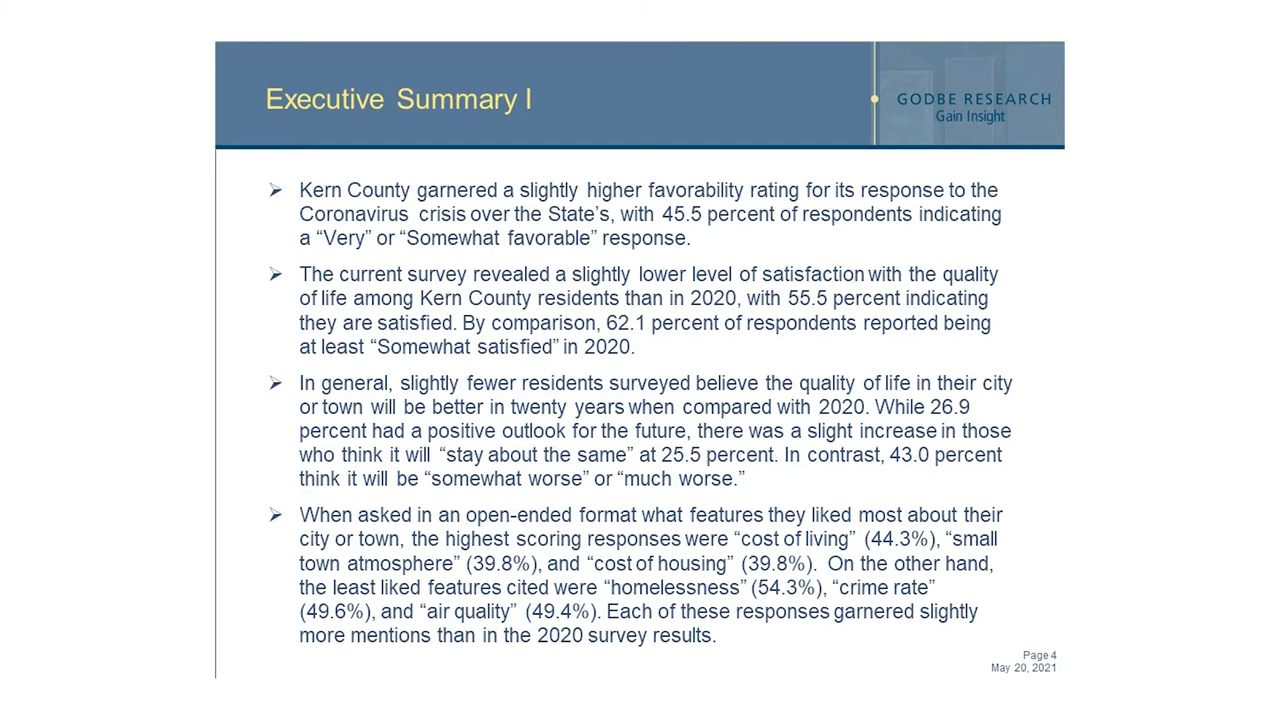 Executive Summary I
GODBE RESEARCH
Gain Insight
➢ Kern County garnered a slightly higher favorability rating for its response to the
Coronavirus crisis over the State's, with 45.5 percent of respondents indicating
a “Very” or “Somewhat favorable” response.
➢ The current survey revealed a slightly lower level of satisfaction with the quality
of life among Kern County residents than in 2020, with 55.5 percent indicating
they are satisfied. By comparison, 62.1 percent of respondents reported being
at least “Somewhat satisfied” in 2020.
➢ In general, slightly fewer residents surveyed believe the quality of life in their city
or town will be better in twenty years when compared with 2020. While 26.9
percent had a positive outlook for the future, there was a slight increase in those
who think it will “stay about the same” at 25.5 percent. In contrast, 43.0 percent
think it will be “somewhat worse” or “much worse.”
➢ When asked in an open-ended format what features they liked most about their
city or town, the highest scoring responses were “cost of living” (44.3%), “small
town atmosphere” (39.8%), and “cost of housing” (39.8%). On the other hand,
the least liked features cited were “homelessness” (54.3%), “crime rate”
(49.6%), and “air quality” (49.4%). Each of these responses garnered slightly
more mentions than in the 2020 survey results.
Page 4
May 20, 2021